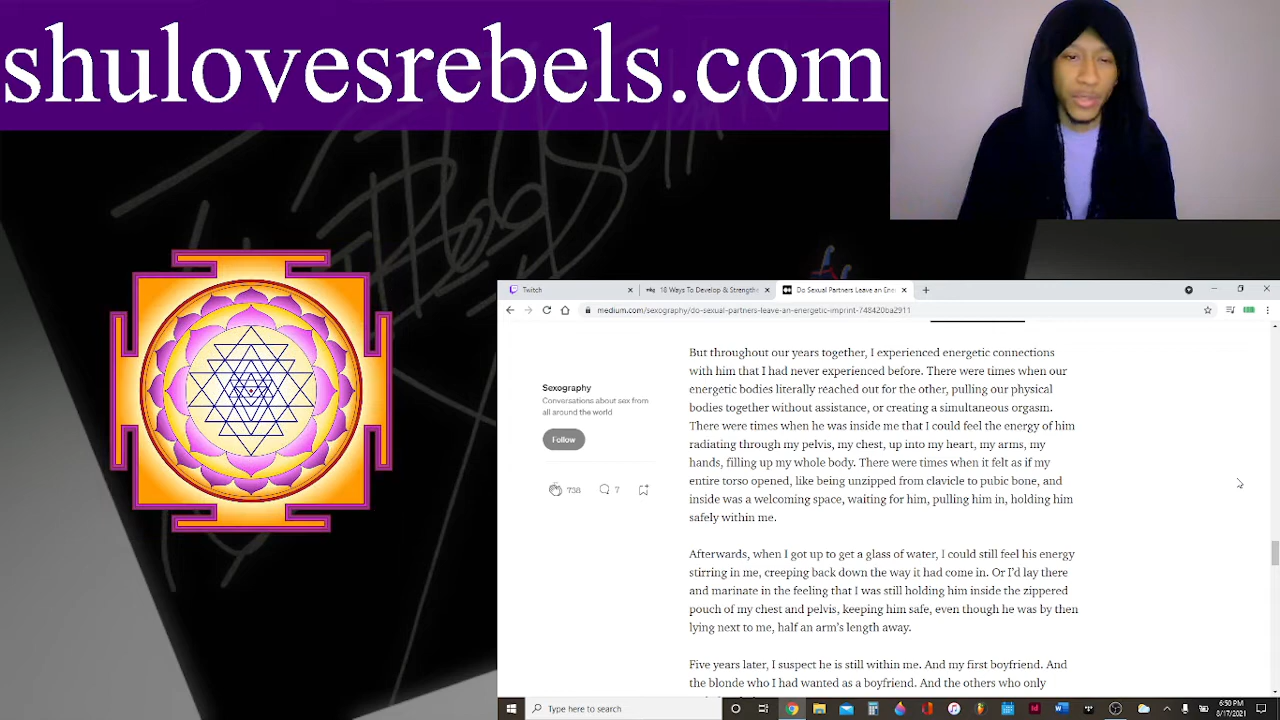 shulovesrebels.com
Twitch
18 Ways To Develop & Strengthe
Do Sexual Partners Leave an Ene
medium.com/sexography/do-sexual-partners-leave-an-energetic-imprint-748420ba2911
Sexography
Conversations about sex from
all around the world
Follow
738
7
But throughout our years together, I experienced energetic connections
with him that I had never experienced before. There were times when our
energetic bodies literally reached out for the other, pulling our physical
bodies together without assistance, or creating a simultaneous orgasm.
There were times when he was inside me that I could feel the energy of him
radiating through my pelvis, my chest, up into my heart, my arms, my
hands, filling up my whole body. There were times when it felt as if my
entire torso opened, like being unzipped from clavicle to pubic bone, and
inside was a welcoming space, waiting for him, pulling him in, holding him
safely within me.
Afterwards, when I got up to get a glass of water, I could still feel his energy
stirring in me, creeping back down the way it had come in. Or I'd lay there
and marinate in the feeling that I was still holding him inside the zippered
pouch of my chest and pelvis, keeping him safe, even though he was by then
lying next to me, half an arm's length away.
Five years later, I suspect he is still within me. And my first boyfriend. And
the blonde who I had wanted as a boyfriend. And the others who only
Type here to search
6:50 PM
8/17/2021